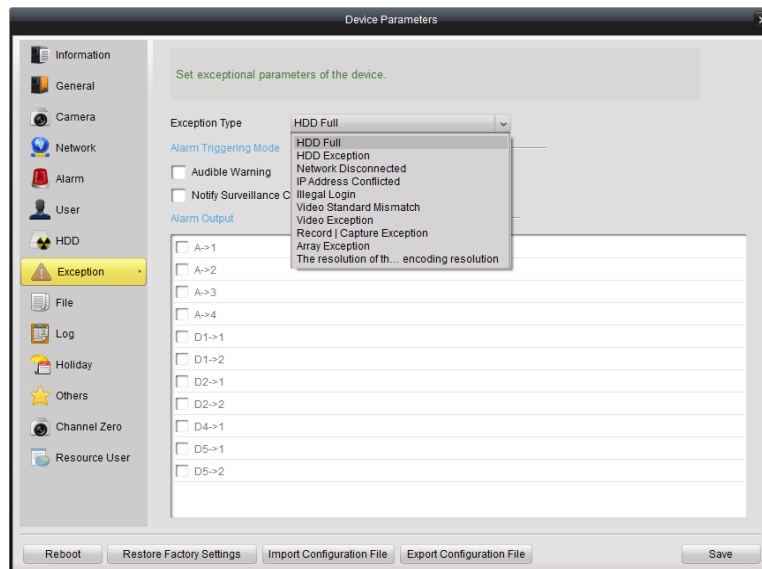 Device Parameters
Information
General
Camera
Network
Alarm
User
HDD
Exception
File
Log
Holiday
Others
Channel Zero
Resource User
Set exceptional parameters of the device.
Exception Type
HDD Full
HDD Full
HDD Exception
Network Disconnected
IP Address Conflicted
Illegal Login
Video Standard Mismatch
Video Exception
Record | Capture Exception
Array Exception
The resolution of th... encoding resolution
Alarm Triggering Mode
Audible Warning
Notify Surveillance C
Alarm Output
A->1
A->2
A->3
A->4
D1->1
D1->2
D2->1
D2->2
D4->1
D5->1
D5->2
Reboot
Restore Factory Settings
Import Configuration File
Export Configuration File
Save